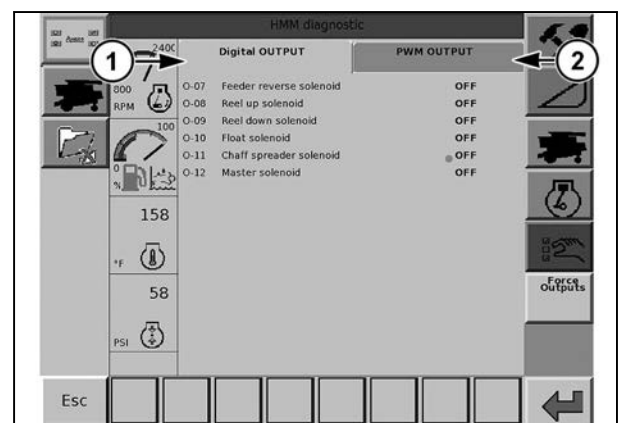 HMM diagnostic
1
Digital OUTPUT
PWM OUTPUT
2
2400
800
RPM
O-07 Feeder reverse solenoid OFF
O-08 Reel up solenoid OFF
O-09 Reel down solenoid OFF
O-10 Float solenoid OFF
O-11 Chaff spreader solenoid OFF
O-12 Master solenoid OFF
100
0
%
158
°F
58
PSI
Force
Outputs
Esc